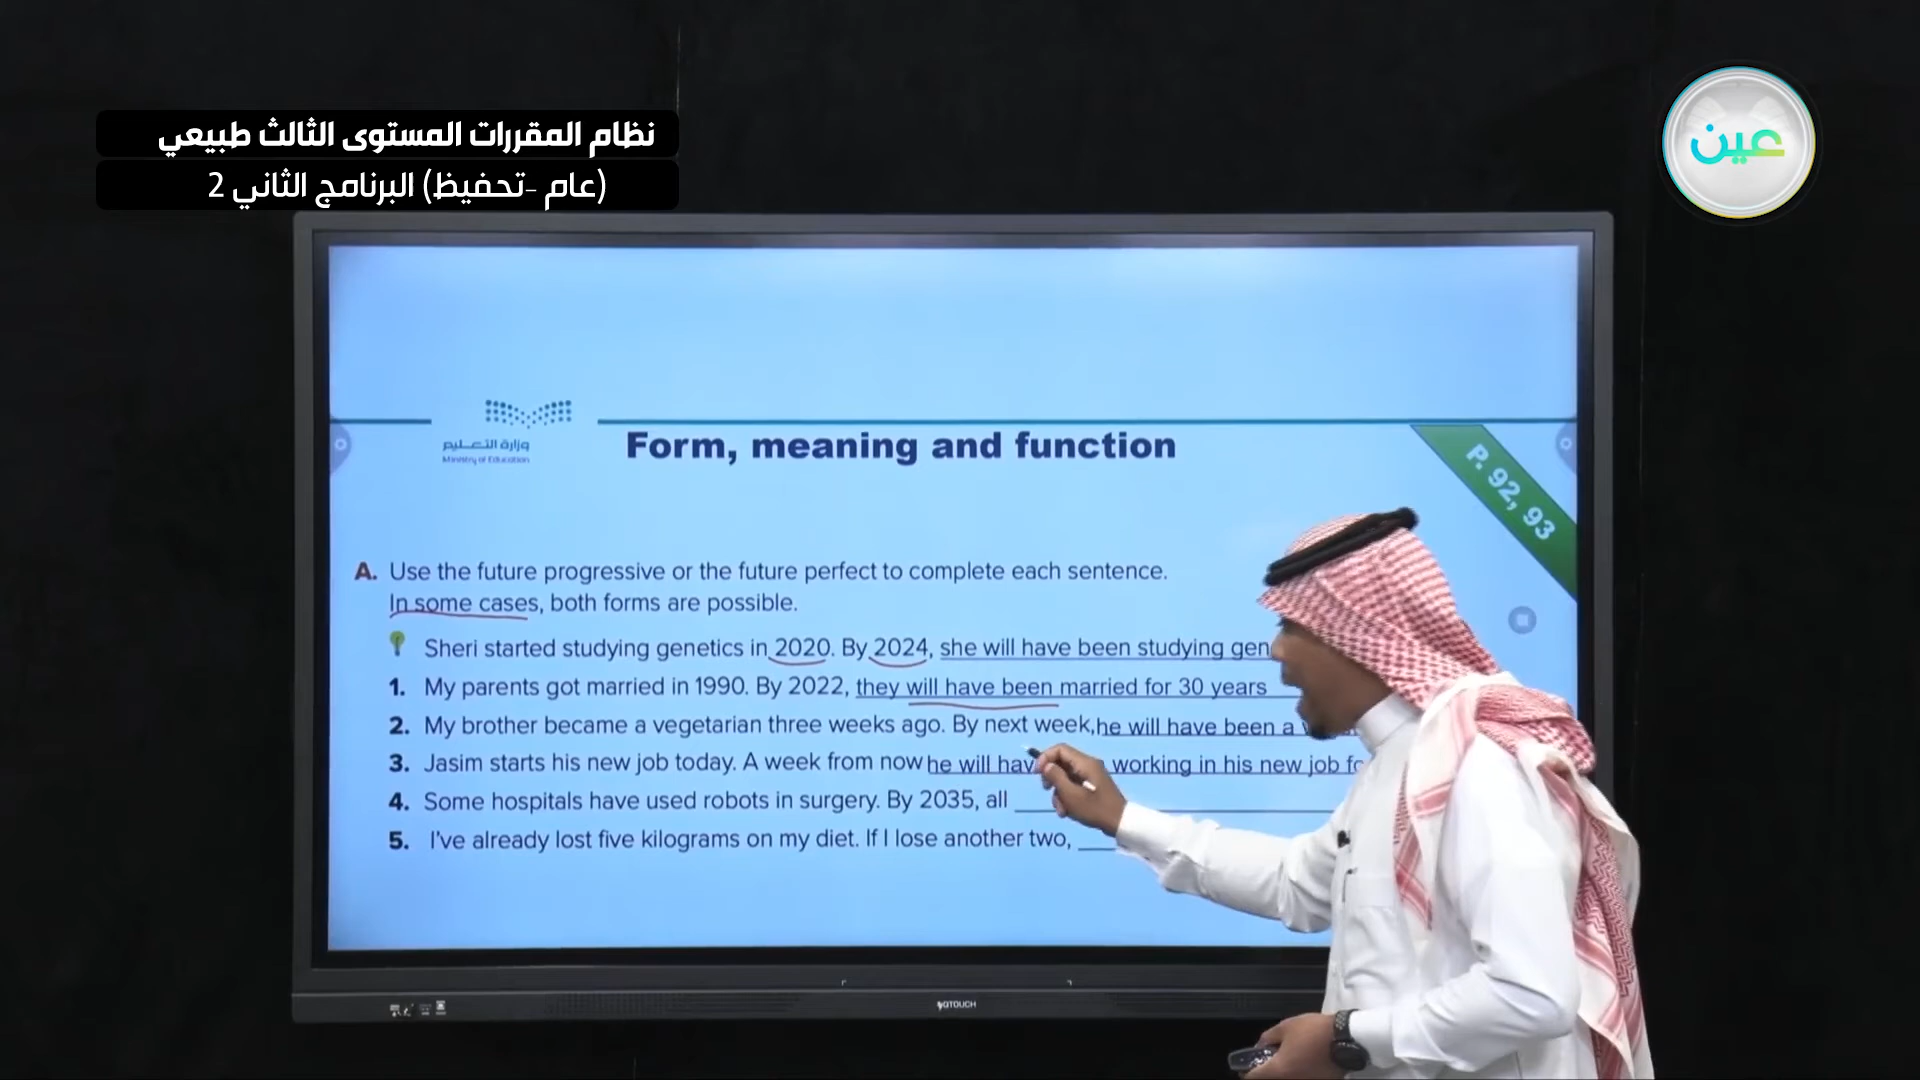 نظام المقررات المستوى الثالث طبيعي
(عام -تحفيظ) البرنامج الثاني 2
عين
وزارة التعليم
Ministry of Education
Form, meaning and function
P. 92, 93
A. Use the future progressive or the future perfect to complete each sentence.
In some cases, both forms are possible.
Sheri started studying genetics in 2020. By 2024, she will have been studying gen
1. My parents got married in 1990. By 2022, they will have been married for 30 years
2. My brother became a vegetarian three weeks ago. By next week,he will have been a
3. Jasim starts his new job today. A week from now he will hav working in his new job fo
4. Some hospitals have used robots in surgery. By 2035, all
5. I've already lost five kilograms on my diet. If I lose another two,
QTOUCH